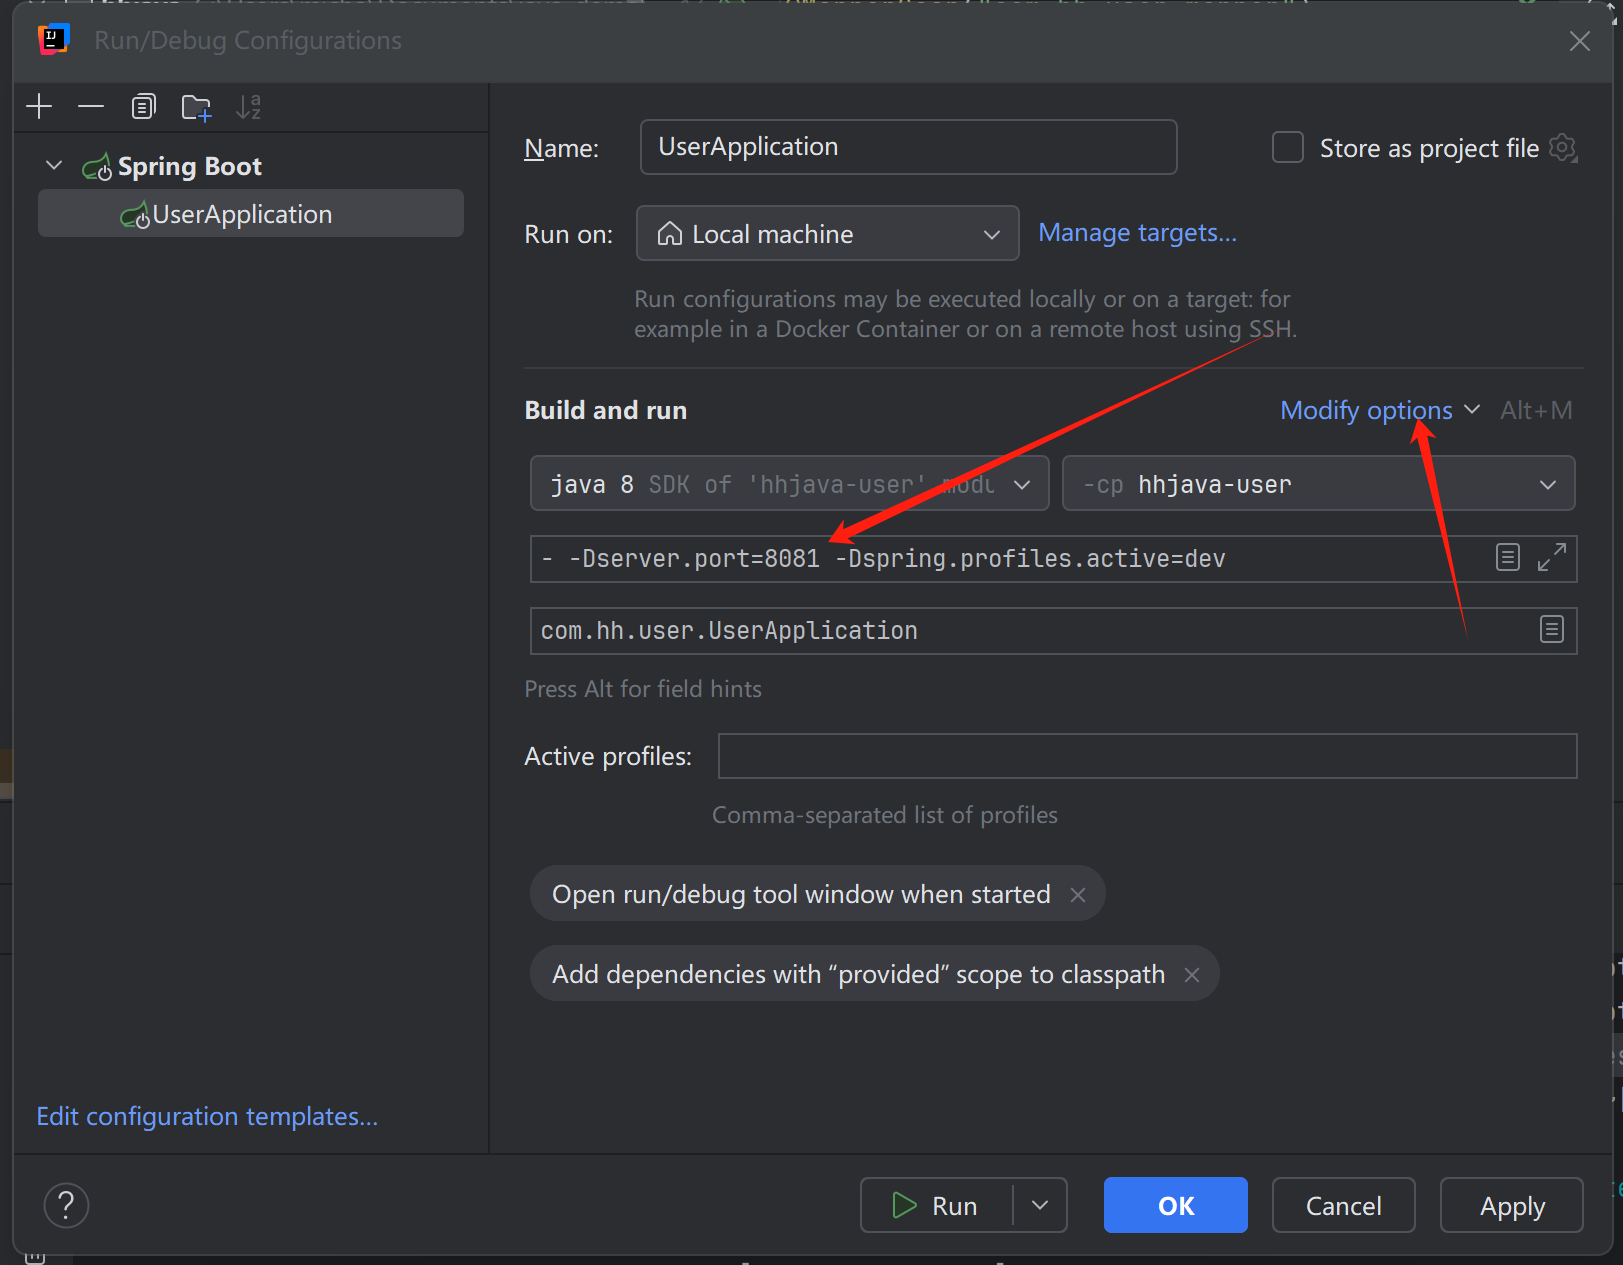 Run/Debug Configurations
Spring Boot
UserApplication
Edit configuration templates...
Name:
UserApplication
Store as project file
Run on:
Local machine
Manage targets...
Run configurations may be executed locally or on a target: for
example in a Docker Container or on a remote host using SSH.
Build and run
Modify options
Alt+M
java 8 SDK of 'hhjava-user' modu
-cp hhjava-user
- -Dserver.port=8081 -Dspring.profiles.active=dev
com.hh.user.UserApplication
Press Alt for field hints
Active profiles:
Comma-separated list of profiles
Open run/debug tool window when started
Add dependencies with “provided” scope to classpath
?
Run
OK
Cancel
Apply